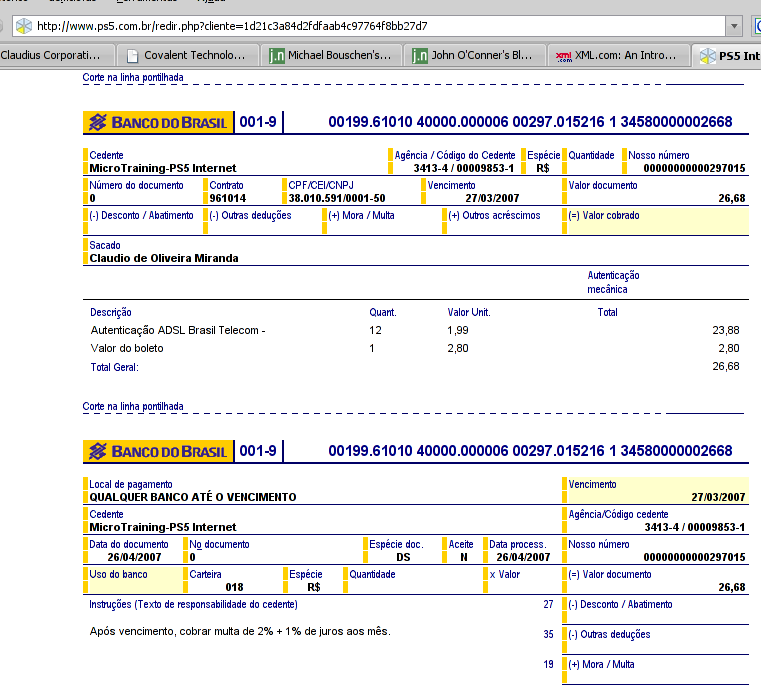 http://www.ps5.com.br/redir.php?cliente=1d21c3a84d2fdfaab4c97764f8bb27d7
Claudius Corporati... Covalent Technolo... j.n Michael Bouschen's... j.n John O'Conner's Bl... xml .com XML.com: An Intro... PS5 Int
Corte na linha pontilhada
BANCO DO BRASIL 001-9 00199.61010 40000.000006 00297.015216 1 34580000002668
Cedente Agência / Código do Cedente Espécie Quantidade Nosso número
MicroTraining-PS5 Internet 3413-4 / 00009853-1 R$ 00000000000297015
Número do documento Contrato CPF/CEI/CNPJ Vencimento Valor documento
0 961014 38.010.591/0001-50 27/03/2007 26,68
(-) Desconto / Abatimento (-) Outras deduções (+) Mora / Multa (+) Outros acréscimos (=) Valor cobrado
Sacado
Claudio de Oliveira Miranda
Autenticação
mecânica
Descrição Quant. Valor Unit. Total
Autenticação ADSL Brasil Telecom - 12 1,99 23,88
Valor do boleto 1 2,80 2,80
Total Geral: 26,68
Corte na linha pontilhada
BANCO DO BRASIL 001-9 00199.61010 40000.000006 00297.015216 1 34580000002668
Local de pagamento Vencimento
QUALQUER BANCO ATÉ O VENCIMENTO 27/03/2007
Cedente Agência/Código cedente
MicroTraining-PS5 Internet 3413-4 / 00009853-1
Data do documento No documento Espécie doc. Aceite Data process. Nosso número
26/04/2007 0 DS N 26/04/2007 00000000000297015
Uso do banco Carteira Espécie Quantidade x Valor (=) Valor documento
018 R$ 26,68
Instruções (Texto de responsabilidade do cedente) 27 (-) Desconto / Abatimento
Após vencimento, cobrar multa de 2% + 1% de juros aos mês.
35 (-) Outras deduções
19 (+) Mora / Multa